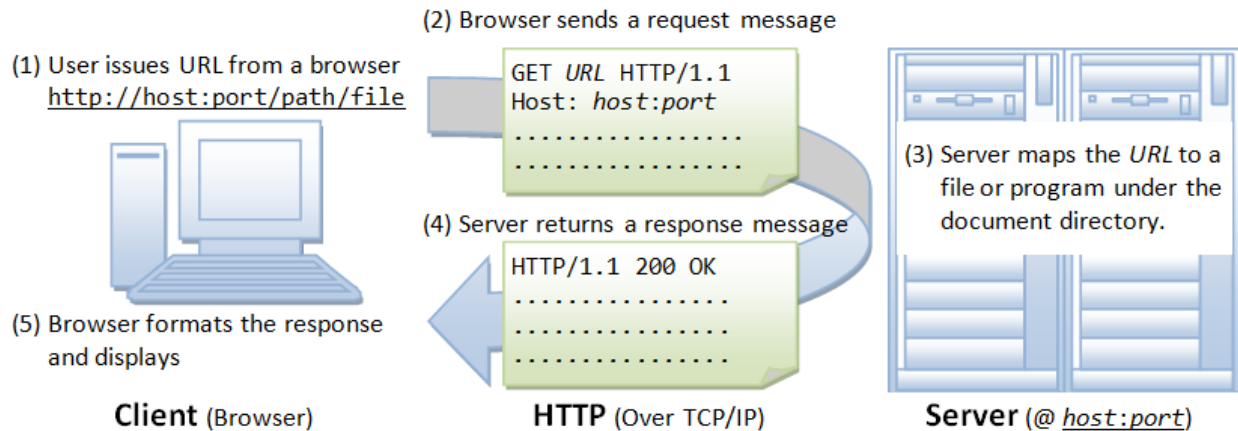 (2) Browser sends a request message
(1) User issues URL from a browser
http://host:port/path/file
GET URL HTTP/1.1
Host: host:port
..................
..................
(3) Server maps the URL to a
file or program under the
document directory.
(4) Server returns a response message
HTTP/1.1 200 OK
.................
.................
.................
(5) Browser formats the response
and displays
Client (Browser)
HTTP (Over TCP/IP)
Server (@ host:port)